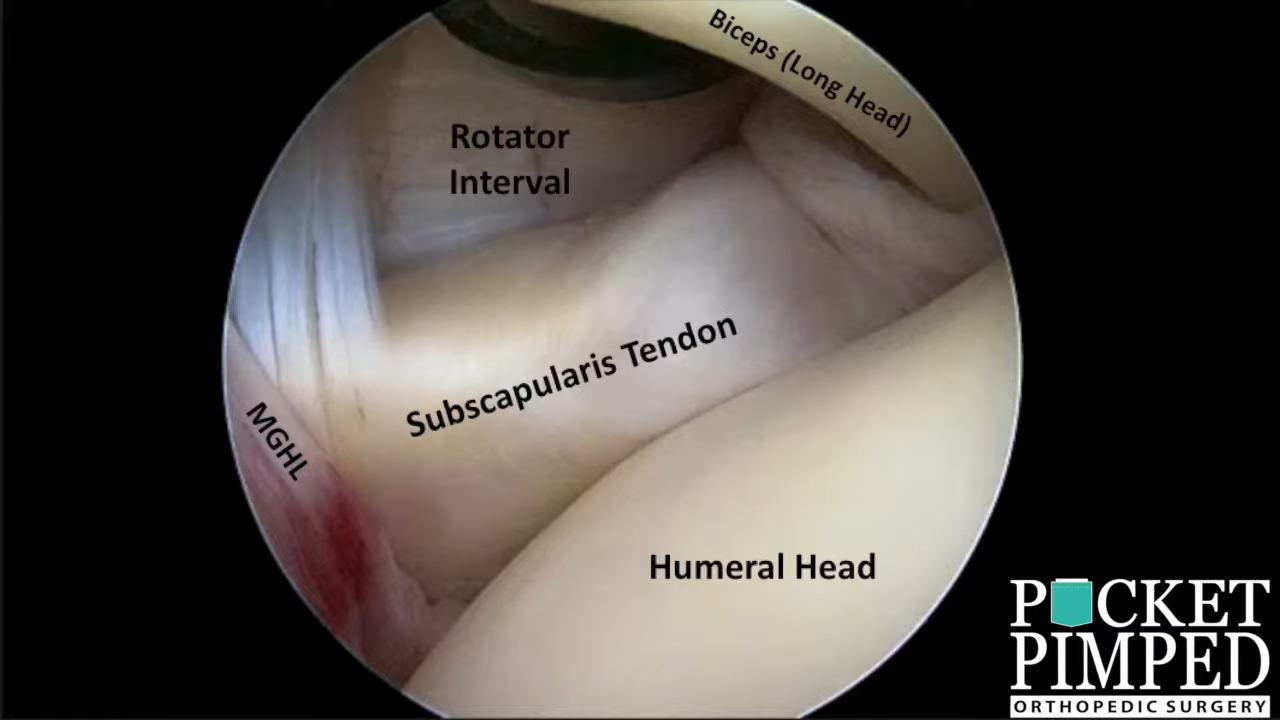 Biceps (Long Head)
Rotator
Interval
Subscapularis Tendon
MGHL
Humeral Head
POCKET
PIMPED
ORTHOPEDIC SURGERY